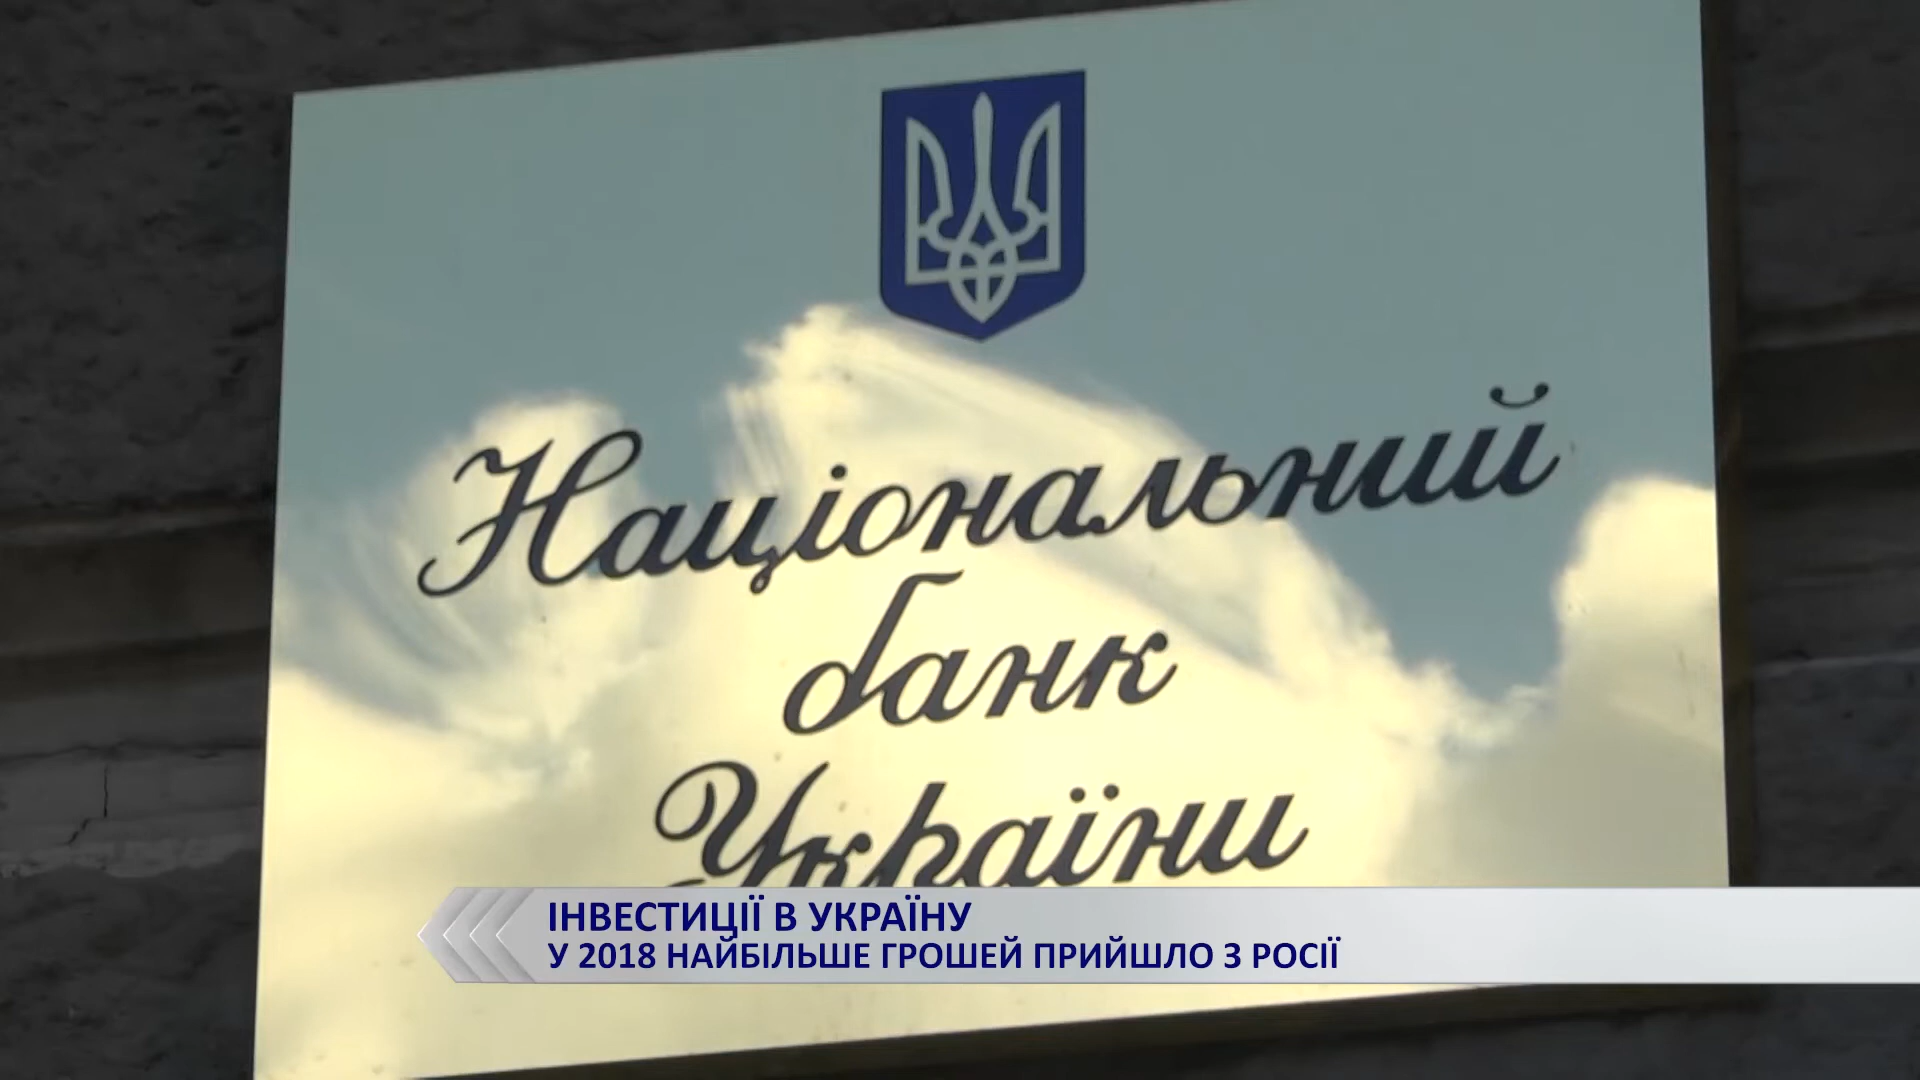 Національний
банк
України
ІНВЕСТИЦІЇ В УКРАЇНУ
У 2018 НАЙБІЛЬШЕ ГРОШЕЙ ПРИЙШЛО З РОСІЇ